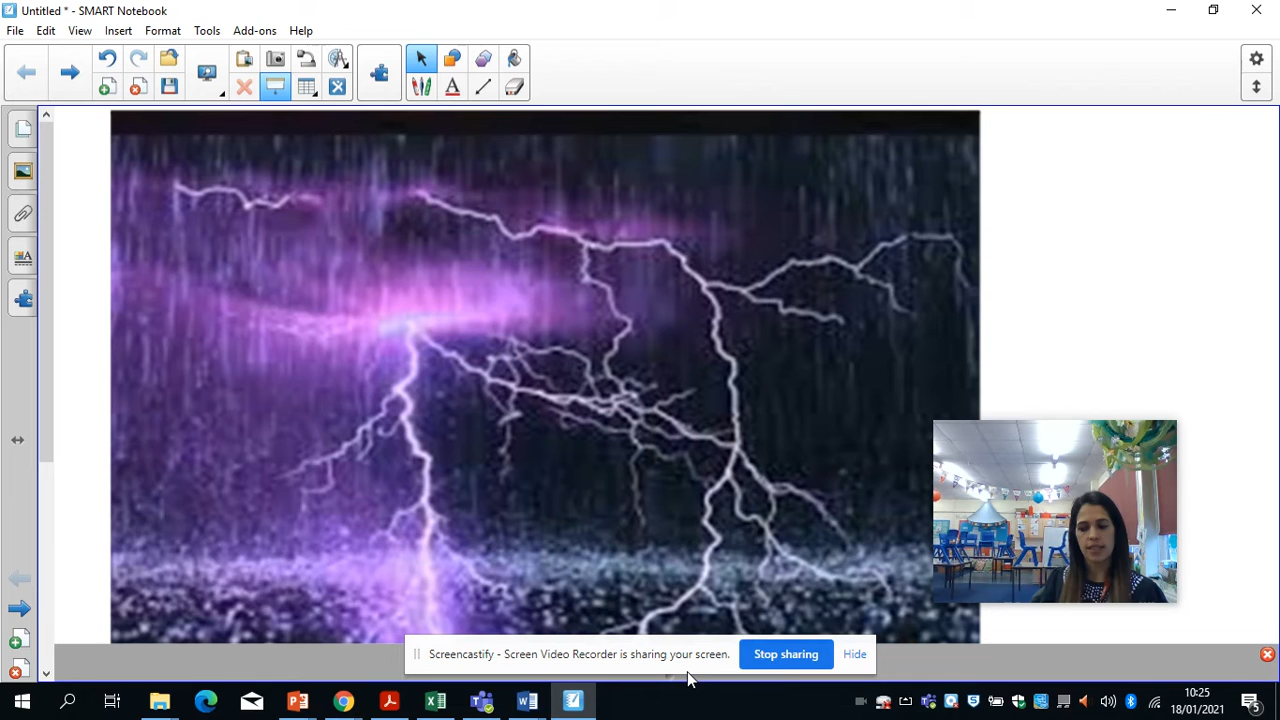 Untitled * - SMART Notebook
File Edit View Insert Format Tools Add-ons Help
Screencastify - Screen Video Recorder is sharing your screen. Stop sharing Hide
10:25
18/01/2021
5